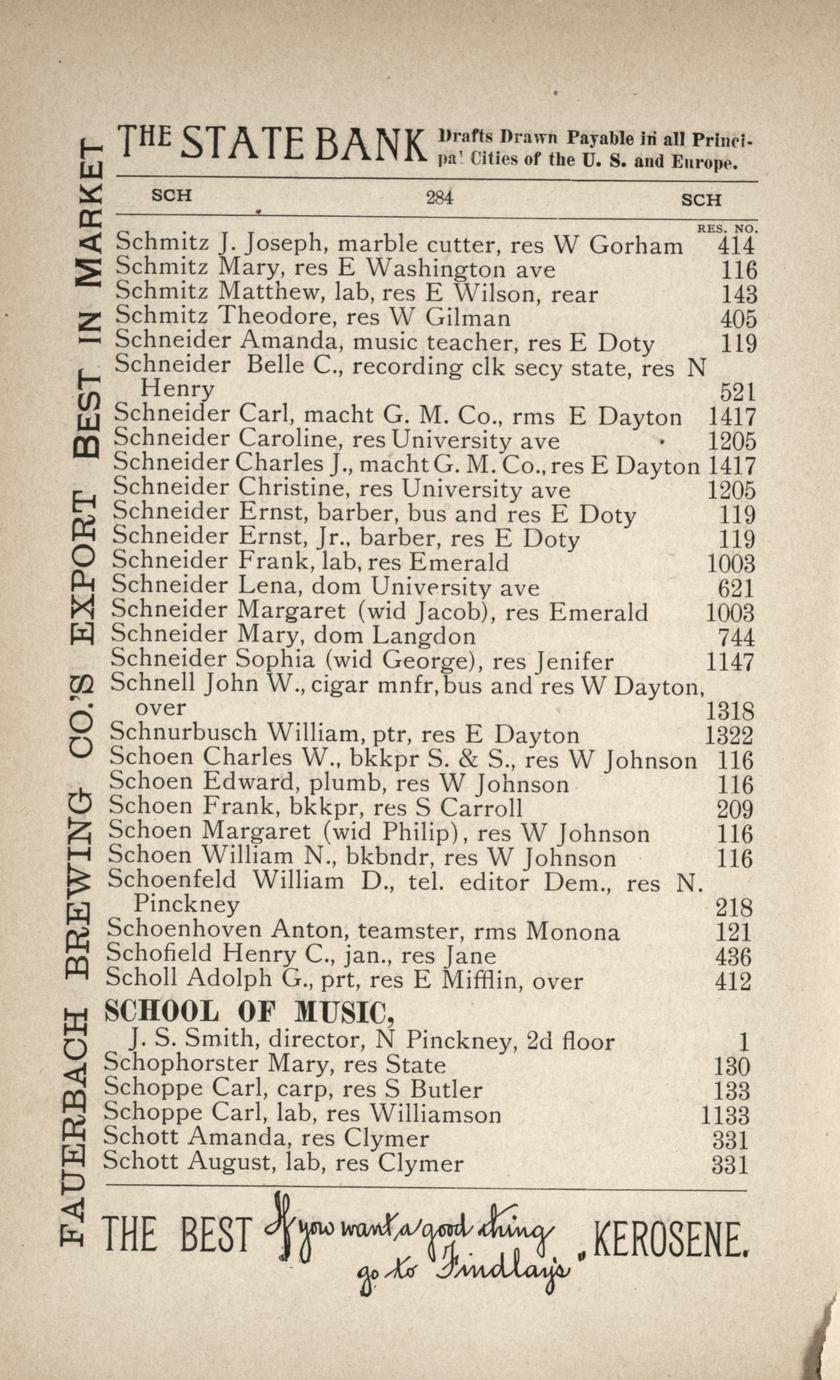 THE STATE BANK Drafts Drawn Payable in all Princi-
pal Cities of the U. S. and Europe.
SCH 284 SCH
RES. NO.
Schmitz J. Joseph, marble cutter, res W Gorham 414
Schmitz Mary, res E Washington ave 116
Schmitz Matthew, lab, res E Wilson, rear 143
Schmitz Theodore, res W Gilman 405
Schneider Amanda, music teacher, res E Doty 119
Schneider Belle C., recording clk secy state, res N
Henry 521
Schneider Carl, macht G. M. Co., rms E Dayton 1417
Schneider Caroline, res University ave 1205
Schneider Charles J., macht G. M. Co., res E Dayton 1417
Schneider Christine, res University ave 1205
Schneider Ernst, barber, bus and res E Doty 119
Schneider Ernst, Jr., barber, res E Doty 119
Schneider Frank, lab, res Emerald 1003
Schneider Lena, dom University ave 621
Schneider Margaret (wid Jacob), res Emerald 1003
Schneider Mary, dom Langdon 744
Schneider Sophia (wid George), res Jenifer 1147
Schnell John W., cigar mnfr, bus and res W Dayton,
over 1318
Schnurbusch William, ptr, res E Dayton 1322
Schoen Charles W., bkkpr S. & S., res W Johnson 116
Schoen Edward, plumb, res W Johnson 116
Schoen Frank, bkkpr, res S Carroll 209
Schoen Margaret (wid Philip), res W Johnson 116
Schoen William N., bkbndr, res W Johnson 116
Schoenfeld William D., tel. editor Dem., res N.
Pinckney 218
Schoenhoven Anton, teamster, rms Monona 121
Schofield Henry C., jan., res Jane 436
Scholl Adolph G., prt, res E Mifflin, over 412
SCHOOL OF MUSIC,
J. S. Smith, director, N Pinckney, 2d floor 1
Schophorster Mary, res State 130
Schoppe Carl, carp, res S Butler 133
Schoppe Carl, lab, res Williamson 1133
Schott Amanda, res Clymer 331
Schott August, lab, res Clymer 331
THE BEST If you want a good thing KEROSENE.
go to Findlay's
FAUERBACH BREWING CO.'S EXPORT BEST IN MARKET